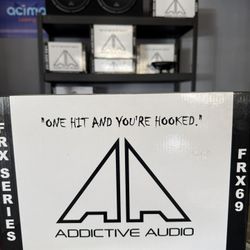 acima
"ONE HIT AND YOU'RE HOOKED."
FRX SERIES
FRX69
ADDICTIVE AUDIO